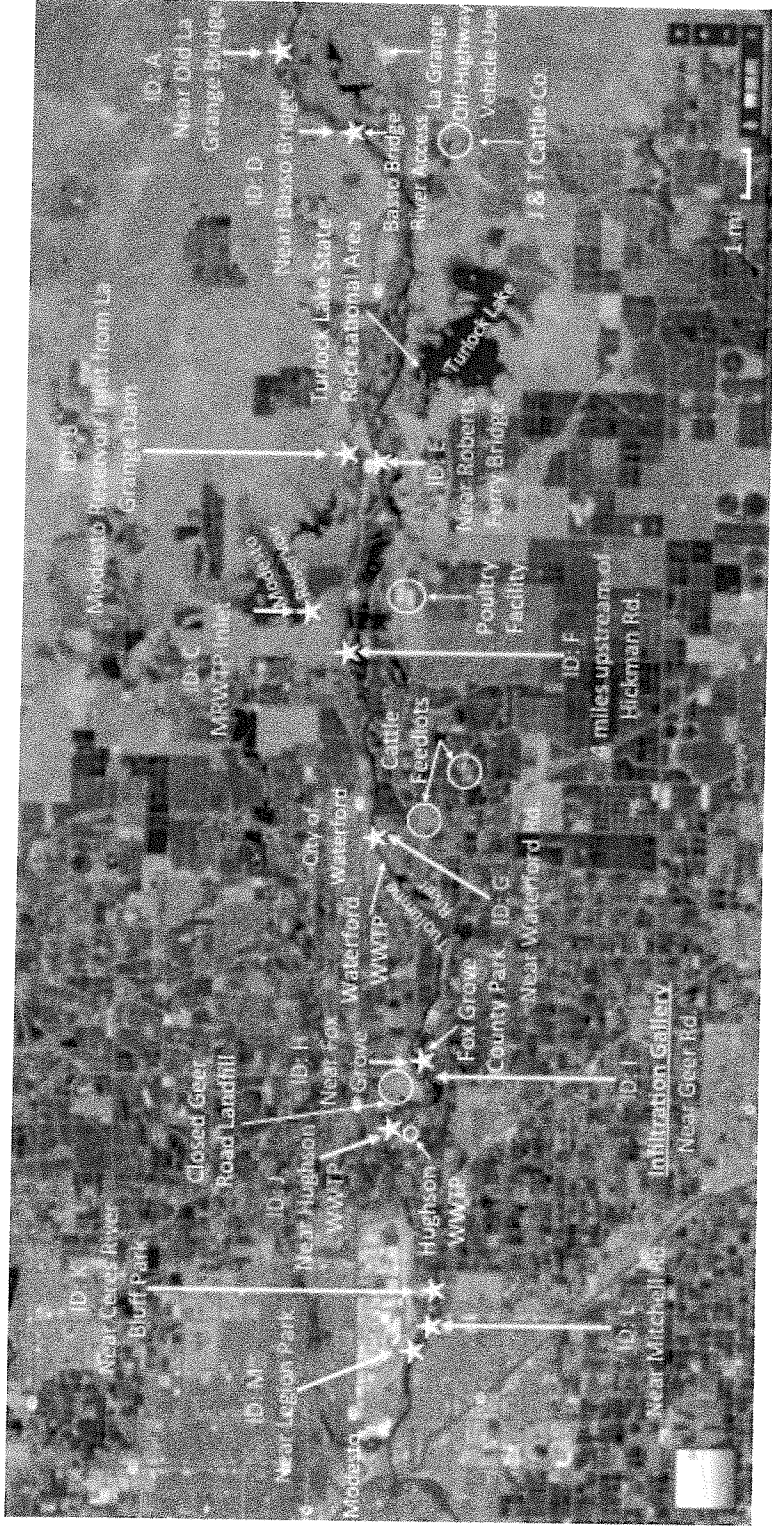 ID: A
Near Old La
Grange Bridge
ID: D
Near Basso Bridge
Basso Bridge
River Access
La Grange
Off-Highway
Vehicle Use
J & T Cattle Co.
1 mi
Turlock Lake State
Recreational Area
Turlock Lake
Modesto Reservoir Inlet from La
Grange Dam
ID: E
Near Roberts
Ferry Bridge
Modesto
Reservoir
ID: C
MRWTP Inlet
Poultry
Facility
ID: F
4 miles upstream of
Hickman Rd.
Cattle
Feedlots
City of
Waterford
Waterford
WWTP
Tuolumne
River
ID: G
Near Waterford Rd.
ID: H
Near Fox
Grove
Fox Grove
County Park
Closed Geer
Road Landfill
ID: I
Infiltration Gallery
Near Geer Rd.
ID: J
Near Hughson
WWTP
Hughson
WWTP
ID: K
Near Ceres River
Bluff Park
ID: L
Near Mitchell Rd.
ID: M
Near Legion Park
Modesto